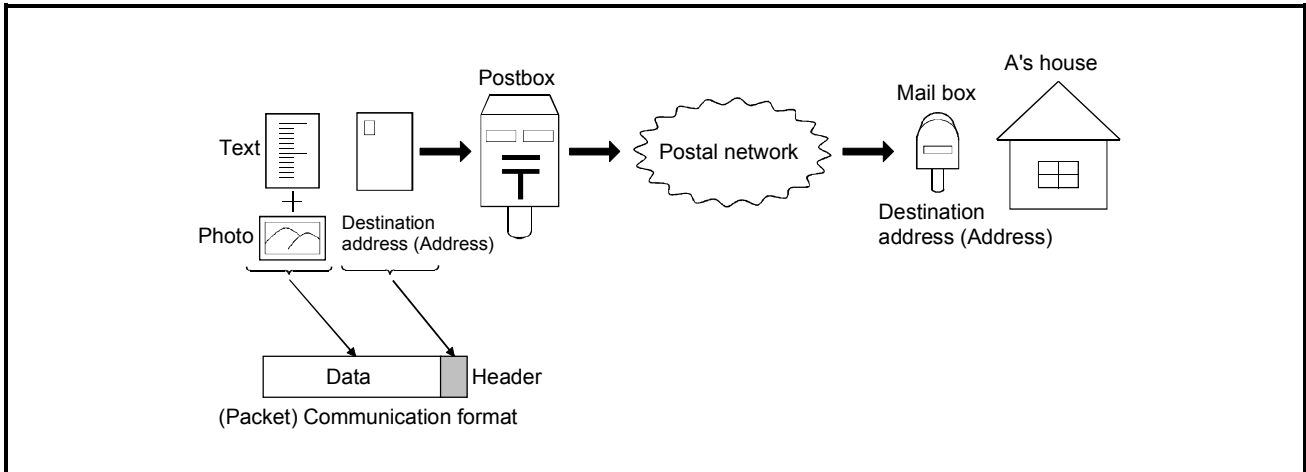 A's house
Postbox
Mail box
Text
Postal network
Photo
Destination
address (Address)
Destination
address (Address)
Data
Header
(Packet) Communication format